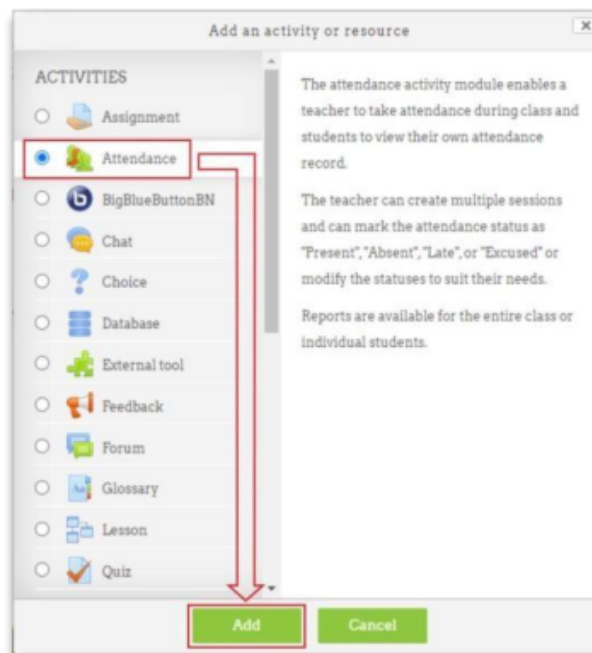 Add an activity or resource
ACTIVITIES
Assignment
Attendance
BigBlueButtonBN
Chat
Choice
Database
External tool
Feedback
Forum
Glossary
Lesson
Quiz
The attendance activity module enables a
teacher to take attendance during class and
students to view their own attendance
record.
The teacher can create multiple sessions
and can mark the attendance status as
"Present", "Absent", "Late", or "Excused" or
modify the statuses to suit their needs.
Reports are available for the entire class or
individual students.
Add
Cancel